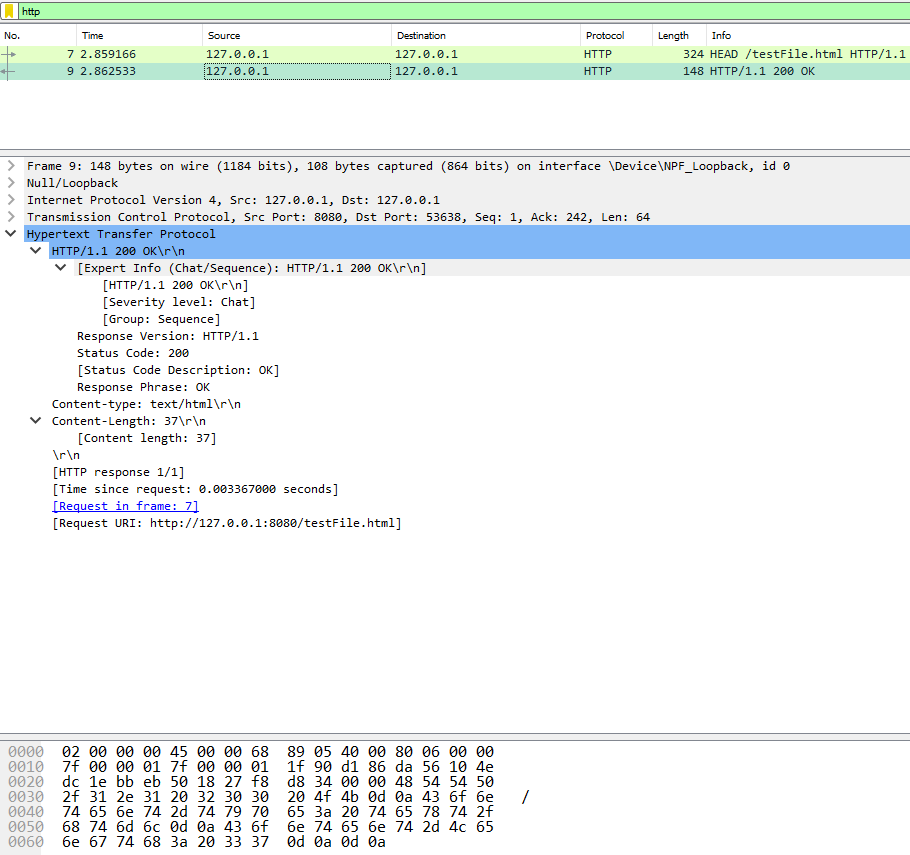 http
No. Time Source Destination Protocol Length Info
7 2.859166 127.0.0.1 127.0.0.1 HTTP 324 HEAD /testFile.html HTTP/1.1
9 2.862533 127.0.0.1 127.0.0.1 HTTP 148 HTTP/1.1 200 OK
Frame 9: 148 bytes on wire (1184 bits), 108 bytes captured (864 bits) on interface \Device\NPF_Loopback, id 0
Null/Loopback
Internet Protocol Version 4, Src: 127.0.0.1, Dst: 127.0.0.1
Transmission Control Protocol, Src Port: 8080, Dst Port: 53638, Seq: 1, Ack: 242, Len: 64
Hypertext Transfer Protocol
HTTP/1.1 200 OK\r\n
[Expert Info (Chat/Sequence): HTTP/1.1 200 OK\r\n]
[HTTP/1.1 200 OK\r\n]
[Severity level: Chat]
[Group: Sequence]
Response Version: HTTP/1.1
Status Code: 200
[Status Code Description: OK]
Response Phrase: OK
Content-type: text/html\r\n
Content-Length: 37\r\n
[Content length: 37]
\r\n
[HTTP response 1/1]
[Time since request: 0.003367000 seconds]
[Request in frame: 7]
[Request URI: http://127.0.0.1:8080/testFile.html]
0000 02 00 00 00 45 00 00 68 89 05 40 00 80 06 00 00
0010 7f 00 00 01 7f 00 00 01 1f 90 d1 86 da 56 10 4e
0020 dc 1e bb eb 50 18 27 f8 d8 34 00 00 48 54 54 50
0030 2f 31 2e 31 20 32 30 30 20 4f 4b 0d 0a 43 6f 6e /
0040 74 65 6e 74 2d 74 79 70 65 3a 20 74 65 78 74 2f
0050 68 74 6d 6c 0d 0a 43 6f 6e 74 65 6e 74 2d 4c 65
0060 6e 67 74 68 3a 20 33 37 0d 0a 0d 0a